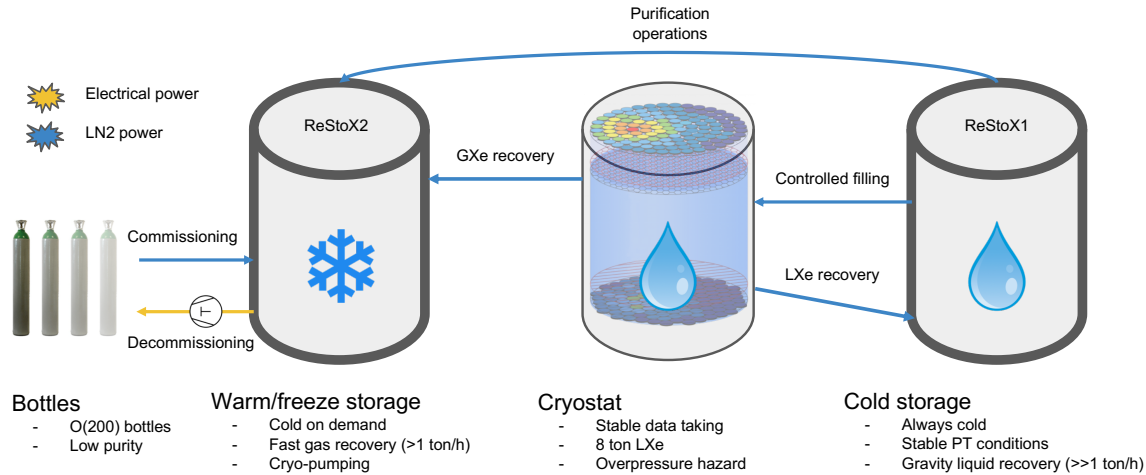 Purification
operations
Electrical power
LN2 power
ReStoX2
ReStoX1
GXe recovery
Controlled filling
Commissioning
LXe recovery
Decommissioning
Bottles
- O(200) bottles
- Low purity
Warm/freeze storage
- Cold on demand
- Fast gas recovery (>1 ton/h)
- Cryo-pumping
Cryostat
- Stable data taking
- 8 ton LXe
- Overpressure hazard
Cold storage
- Always cold
- Stable PT conditions
- Gravity liquid recovery (>>1 ton/h)